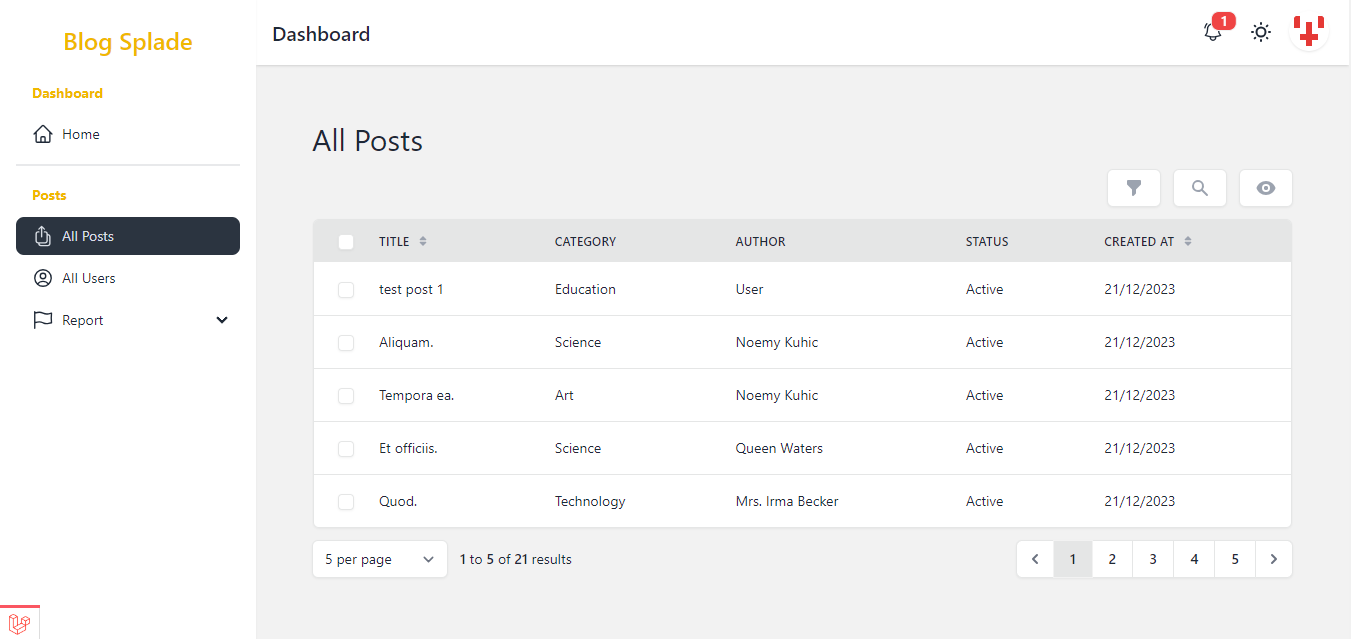 Blog Splade
Dashboard
Home
Posts
All Posts
All Users
Report
Dashboard
1
All Posts
TITLE CATEGORY AUTHOR STATUS CREATED AT
test post 1 Education User Active 21/12/2023
Aliquam. Science Noemy Kuhic Active 21/12/2023
Tempora ea. Art Noemy Kuhic Active 21/12/2023
Et officiis. Science Queen Waters Active 21/12/2023
Quod. Technology Mrs. Irma Becker Active 21/12/2023
5 per page 1 to 5 of 21 results 1 2 3 4 5